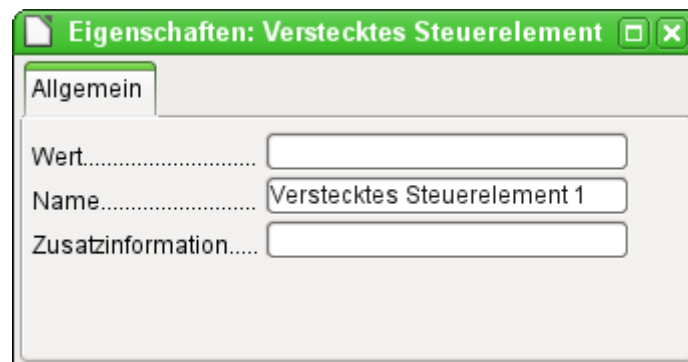 Eigenschaften: Verstecktes Steuerelement
Allgemein
Wert............................
Name..........................
Verstecktes Steuerelement 1
Zusatzinformation.....